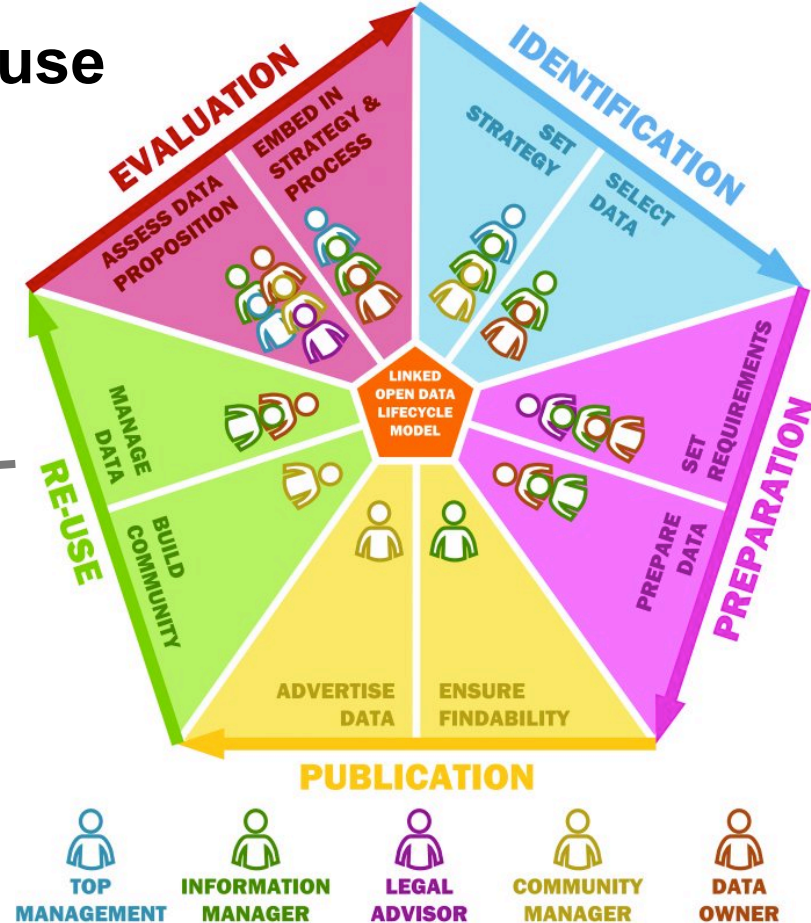 use
EVALUATION
EMBED IN
STRATEGY &
PROCESS
ASSESS DATA
PROPOSITION
IDENTIFICATION
SET
STRATEGY
SELECT
DATA
LINKED
OPEN DATA
LIFECYCLE
MODEL
SET
REQUIREMENTS
PREPARE
DATA
PREPARATION
MANAGE
DATA
BUILD
COMMUNITY
RE-USE
ADVERTISE
DATA
ENSURE
FINDABILITY
PUBLICATION
TOP
MANAGEMENT
INFORMATION
MANAGER
LEGAL
ADVISOR
COMMUNITY
MANAGER
DATA
OWNER